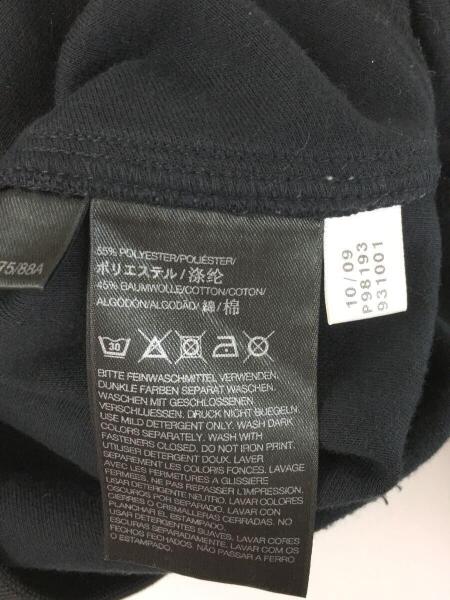 75/88A
55% POLYESTER/POLIÉSTER/
ポリエステル/涤纶
45% BAUMWOLLE/COTTON/COTON/
ALGODÓN/ALGODÃO/綿/棉
30
BITTE FEINWASCHMITTEL VERWENDEN.
DUNKLE FARBEN SEPARAT WASCHEN.
WASCHEN MIT GESCHLOSSENEN
VERSCHLUESSEN. DRUCK NICHT BUEGELN
USE MILD DETERGENT ONLY. WASH DARK
COLORS SEPARATELY. WASH WITH
FASTENERS CLOSED. DO NOT IRON PRINT.
UTILISER DETERGENT DOUX. LAVER
SEPAREMENT LES COLORIS FONCES. LAVAGE
AVEC LES FERMETURES A GLISSIERE
FERMEES. NE PAS REPASSER L'IMPRESSION.
USAR DETERGENTE NEUTRO. LAVAR COLORES
OSCUROS POR SEPARADO. LAVAR CON
CIERRES O CREMALLERAS CERRADAS. NO
PLANCHAR EL ESTAMPADO.
USAR DETERGENTES SUAVES. LAVAR CORES
ESCURAS SEPARADAMENTE. LAVAR COM
FECHOS FECHADOS. NÃO PASSAR A FERRO
O ESTAMPADO.
10/09
P98193
931001